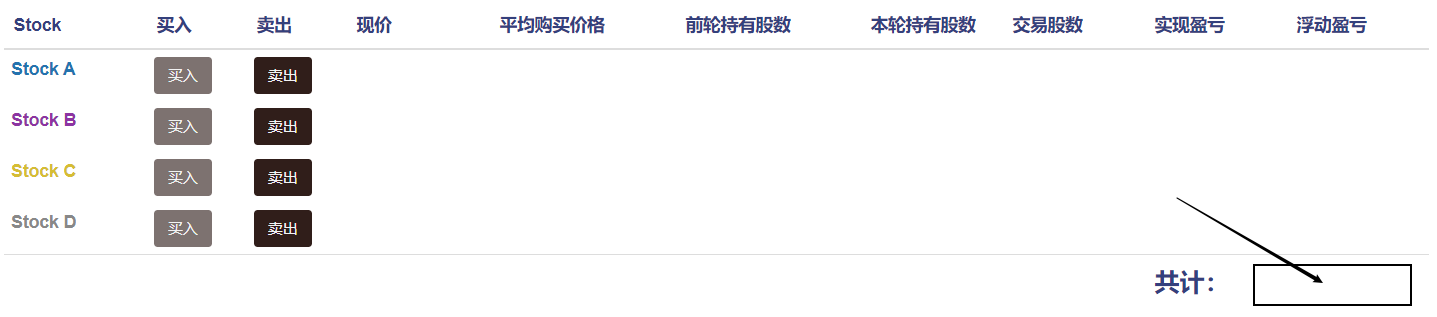 Stock 买入 卖出 现价 平均购买价格 前轮持有股数 本轮持有股数 交易股数 实现盈亏 浮动盈亏
Stock A 买入 卖出
Stock B 买入 卖出
Stock C 买入 卖出
Stock D 买入 卖出
共计：